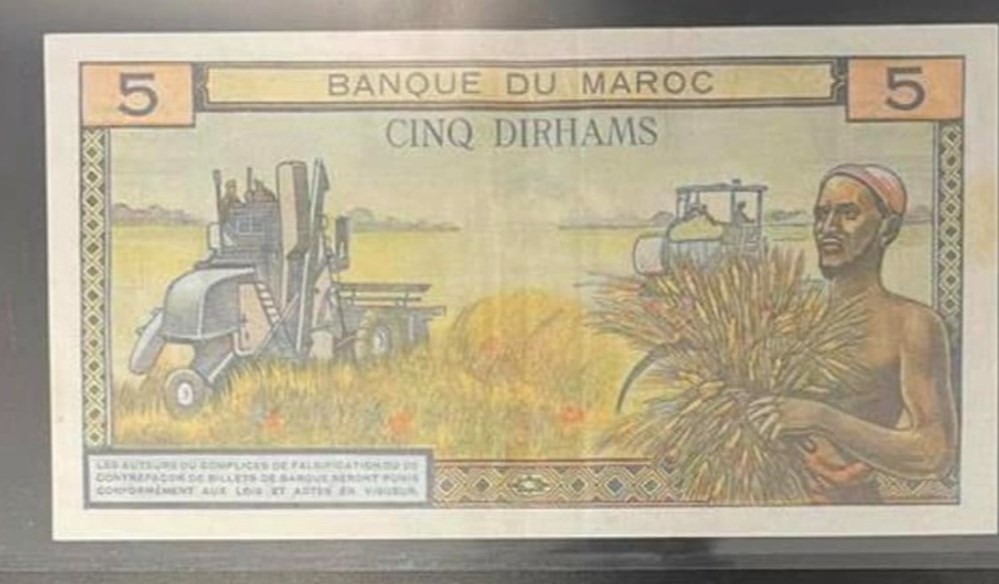 5 BANQUE DU MAROC 5
CINQ DIRHAMS
LES AUTEURS OU COMPLICES DE FALSIFICATION OU DE
CONTREFAÇON DE BILLETS DE BANQUE SERONT PUNIS
CONFORMÉMENT AUX LOIS ET ACTES EN VIGUEUR.